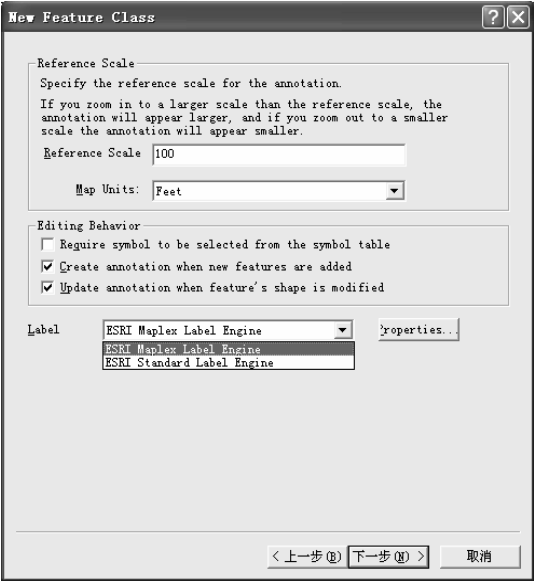 New Feature Class
Reference Scale
Specify the reference scale for the annotation.
If you zoom in to a larger scale than the reference scale, the
annotation will appear larger, and if you zoom out to a smaller
scale the annotation will appear smaller.
Reference Scale 100
Map Units: Feet
Editing Behavior
Require symbol to be selected from the symbol table
Create annotation when new features are added
Update annotation when feature's shape is modified
Label ESRI Maplex Label Engine Properties...
ESRI Maplex Label Engine
ESRI Standard Label Engine
< 上一步(B) 下一步(N) > 取消